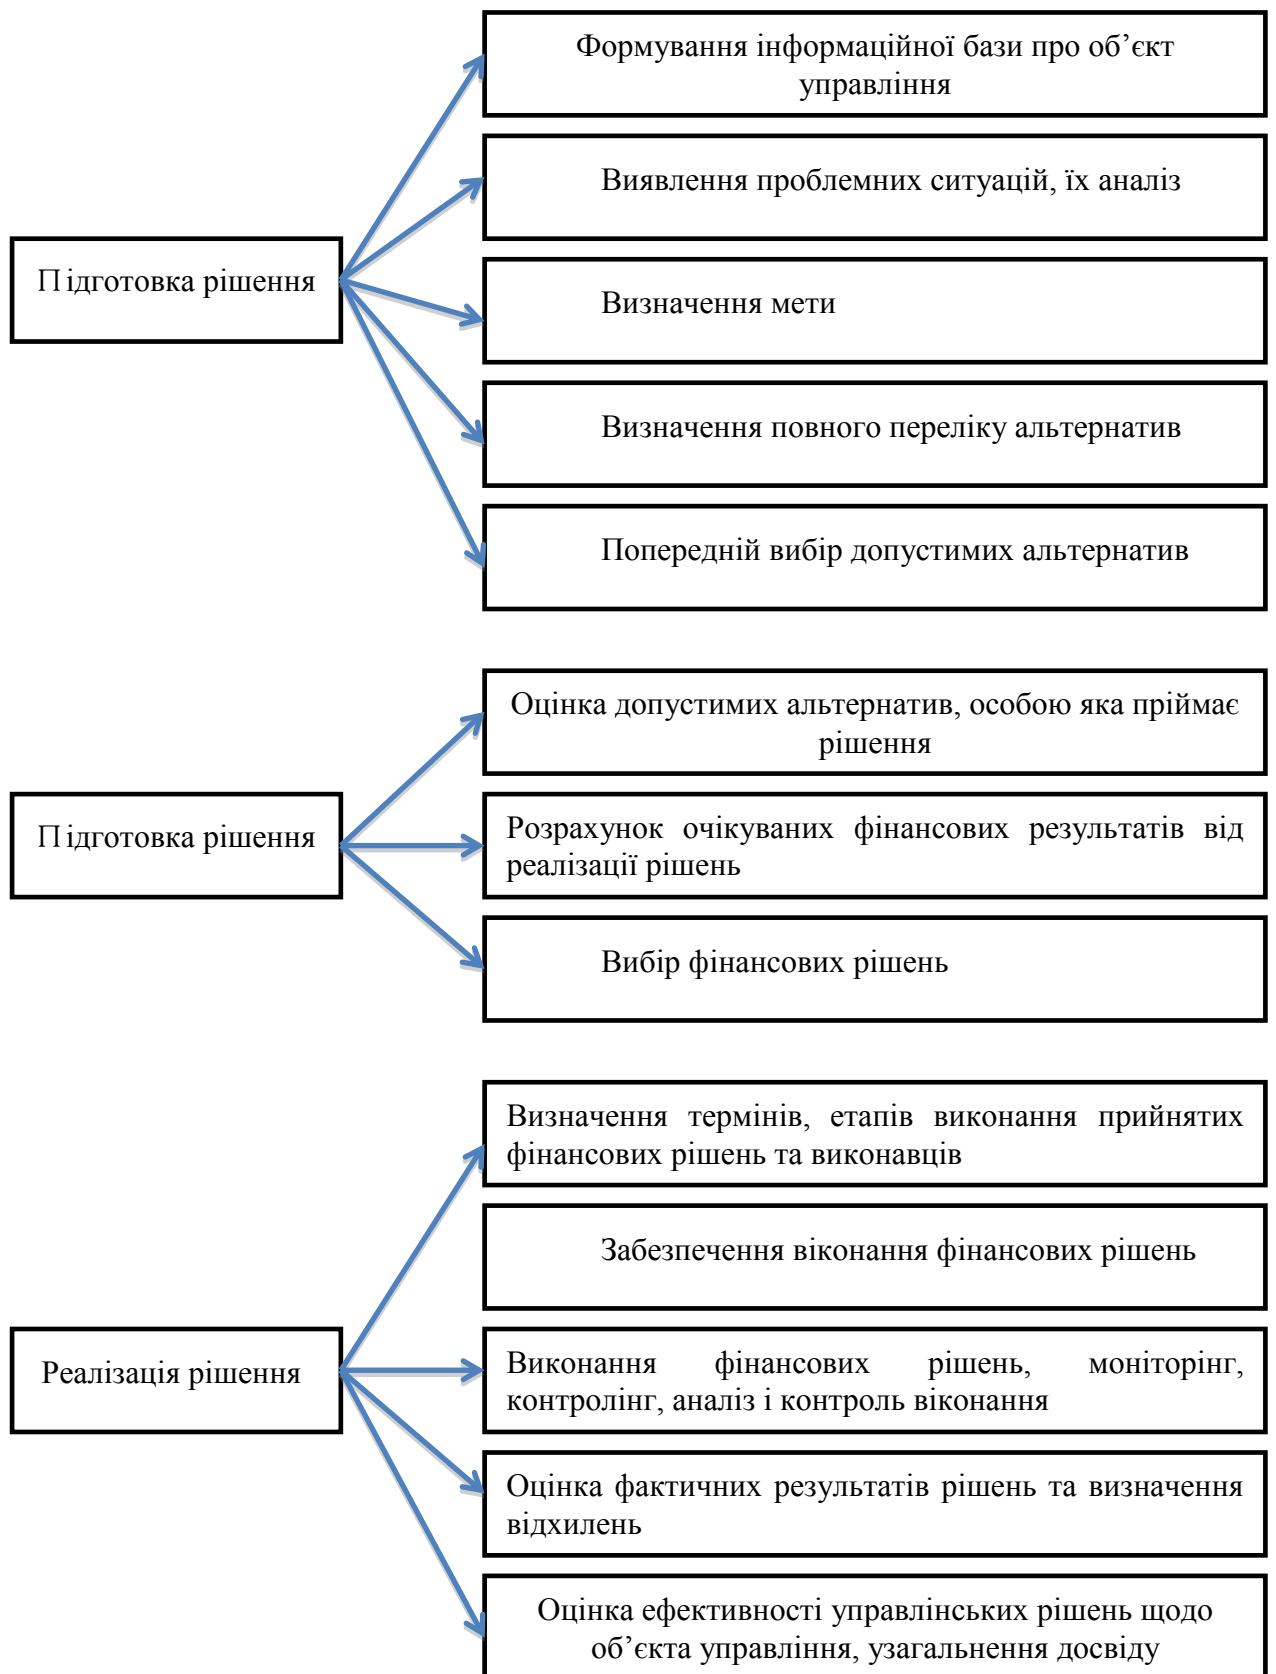 Формування інформаційної бази про об’єкт
управління
Виявлення проблемних ситуацій, їх аналіз
Підготовка рішення
Визначення мети
Визначення повного переліку альтернатив
Попередній вибір допустимих альтернатив
Оцінка допустимих альтернатив, особою яка пріймає
рішення
Підготовка рішення
Розрахунок очікуваних фінансових результатів від
реалізації рішень
Вибір фінансових рішень
Визначення термінів, етапів виконання прийнятих
фінансових рішень та виконавців
Забезпечення віконання фінансових рішень
Реалізація рішення
Виконання фінансових рішень, моніторінг,
контролінг, аналіз і контроль віконання
Оцінка фактичних результатів рішень та визначення
відхилень
Оцінка ефективності управлінських рішень щодо
об’єкта управління, узагальнення досвіду